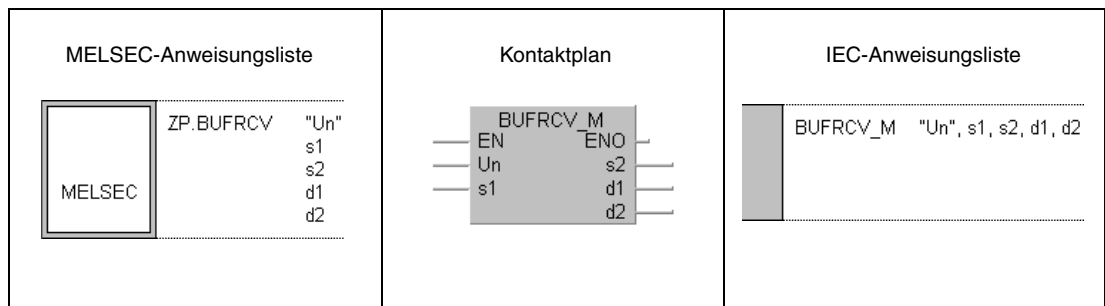 MELSEC-Anweisungsliste
MELSEC
ZP.BUFRCV "Un"
s1
s2
d1
d2
Kontaktplan
BUFRCV_M
EN ENO
Un s2
s1 d1
d2
IEC-Anweisungsliste
BUFRCV_M "Un", s1, s2, d1, d2